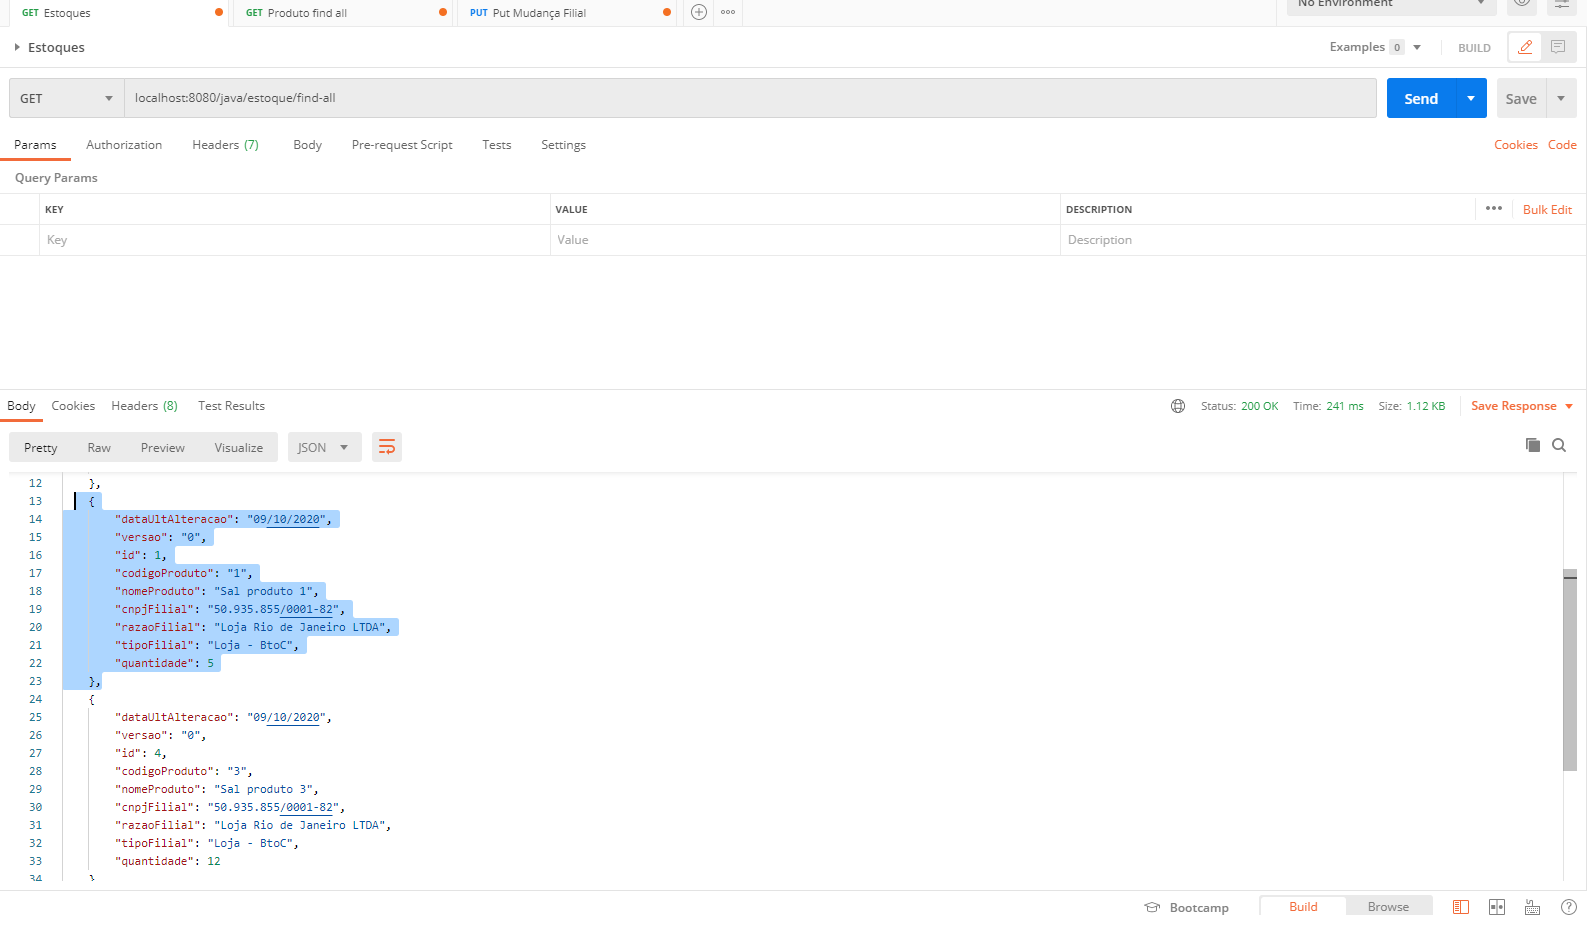 GET Estoques GET Produto find all PUT Put Mudança Filial No Environment
Estoques Examples 0 BUILD
GET localhost:8080/java/estoque/find-all Send Save
Params Authorization Headers (7) Body Pre-request Script Tests Settings Cookies Code
Query Params
KEY VALUE DESCRIPTION Bulk Edit
Key Value Description
Body Cookies Headers (8) Test Results Status: 200 OK Time: 241 ms Size: 1.12 KB Save Response
Pretty Raw Preview Visualize JSON
12 },
13 {
14 "dataUltAlteracao": "09/10/2020",
15 "versao": "0",
16 "id": 1,
17 "codigoProduto": "1",
18 "nomeProduto": "Sal produto 1",
19 "cnpjFilial": "50.935.855/0001-82",
20 "razaoFilial": "Loja Rio de Janeiro LTDA",
21 "tipoFilial": "Loja - BtoC",
22 "quantidade": 5
23 },
24 {
25 "dataUltAlteracao": "09/10/2020",
26 "versao": "0",
27 "id": 4,
28 "codigoProduto": "3",
29 "nomeProduto": "Sal produto 3",
30 "cnpjFilial": "50.935.855/0001-82",
31 "razaoFilial": "Loja Rio de Janeiro LTDA",
32 "tipoFilial": "Loja - BtoC",
33 "quantidade": 12
34 }
Bootcamp Build Browse